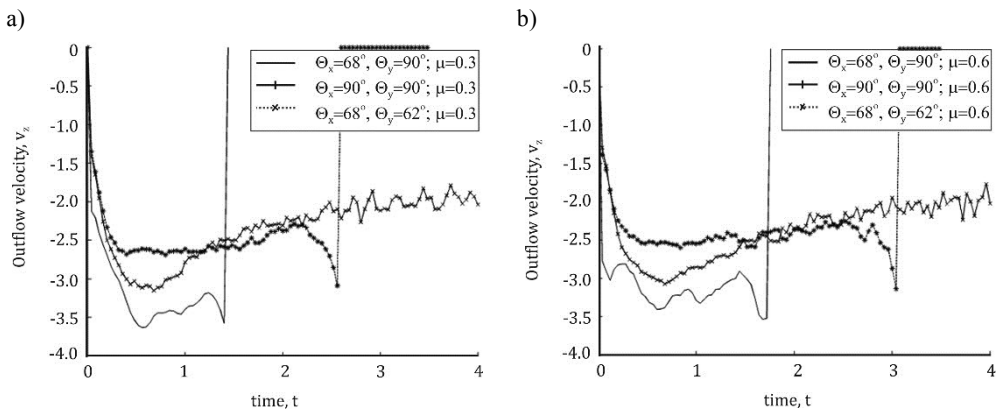 a)
0
-0.5
-1.0
-1.5
-2.0
-2.5
-3.0
-3.5
-4.0
Outflow velocity, v_z
Θ_x=68°, Θ_y=90°; μ=0.3
Θ_x=90°, Θ_y=90°; μ=0.3
Θ_x=68°, Θ_y=62°; μ=0.3
0 1 2 3 4
time, t
b)
0
-0.5
-1.0
-1.5
-2.0
-2.5
-3.0
-3.5
-4.0
Outflow velocity, v_z
Θ_x=68°, Θ_y=90°; μ=0.6
Θ_x=90°, Θ_y=90°; μ=0.6
Θ_x=68°, Θ_y=62°; μ=0.6
0 1 2 3 4
time, t